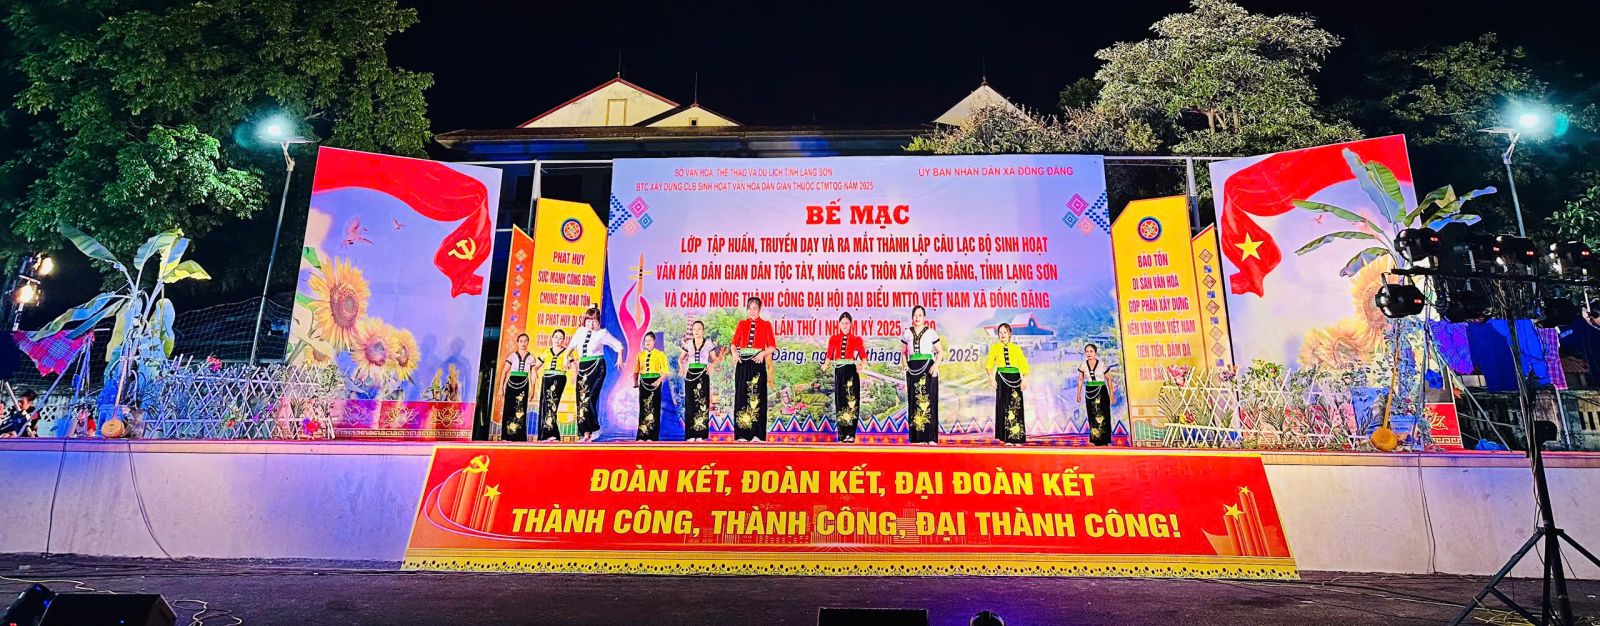 SỞ VĂN HÓA, THỂ THAO VÀ DU LỊCH TỈNH LẠNG SƠN
BTC XÂY DỰNG CLB SINH HOẠT VĂN HÓA DÂN GIAN THUỘC CTMTQG NĂM 2025
ỦY BAN NHÂN DÂN XÃ ĐỒNG ĐĂNG
BẾ MẠC
LỚP TẬP HUẤN, TRUYỀN DẠY VÀ RA MẮT THÀNH LẬP CÂU LẠC BỘ SINH HOẠT
VĂN HÓA DÂN GIAN DÂN TỘC TÀY, NÙNG CÁC THÔN XÃ ĐỒNG ĐĂNG, TỈNH LẠNG SƠN
VÀ CHÀO MỪNG THÀNH CÔNG ĐẠI HỘI ĐẠI BIỂU MTTQ VIỆT NAM XÃ ĐỒNG ĐĂNG
LẦN THỨ I KỲ 2025 -
Đăng, 2025
PHÁT HUY
SỨC MẠNH CỘNG ĐỒNG
CHUNG TAY BẢO TỒN
VÀ PHÁT HUY DI
BẢO TỒN
DI SẢN VĂN HÓA
GÓP PHẦN XÂY DỰNG
NỀN VĂN HÓA VIỆT NAM
TIÊN TIẾN, ĐẬM ĐÀ
BẢN
ĐOÀN KẾT, ĐOÀN KẾT, ĐẠI ĐOÀN KẾT
THÀNH CÔNG, THÀNH CÔNG, ĐẠI THÀNH CÔNG!